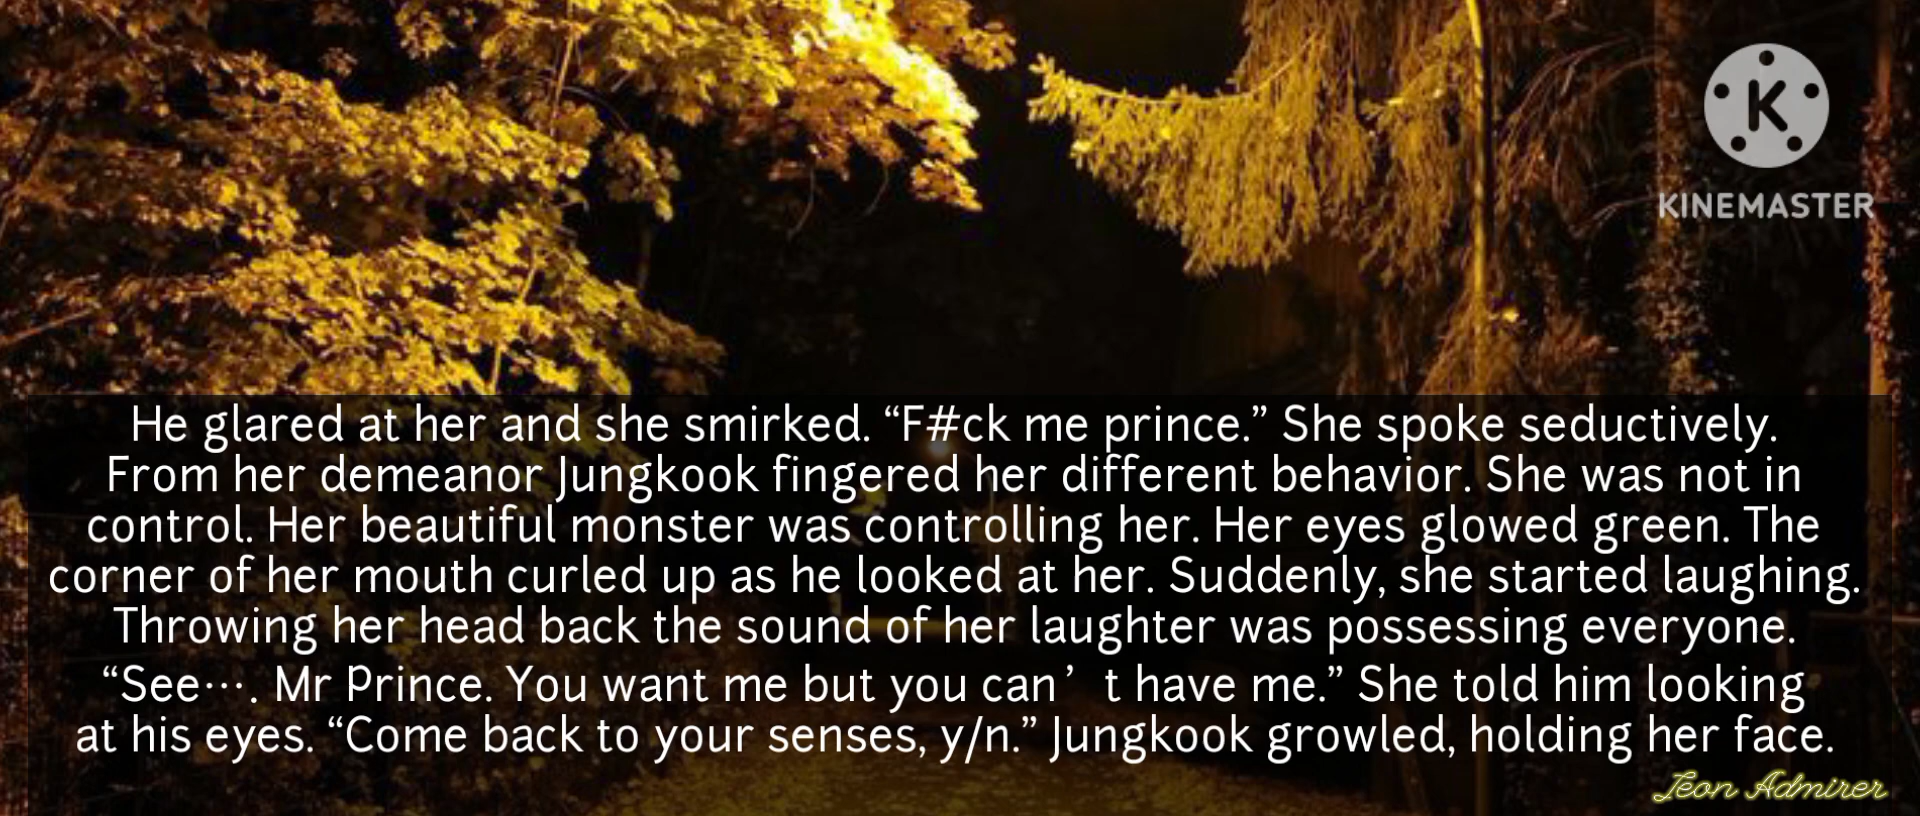 KINEMASTER
He glared at her and she smirked. “F#ck me prince.” She spoke seductively.
From her demeanor Jungkook fingered her different behavior. She was not in
control. Her beautiful monster was controlling her. Her eyes glowed green. The
corner of her mouth curled up as he looked at her. Suddenly, she started laughing.
Throwing her head back the sound of her laughter was possessing everyone.
“See…. Mr Prince. You want me but you can’t have me.” She told him looking
at his eyes. “Come back to your senses, y/n.” Jungkook growled, holding her face.
Jeon Admirer